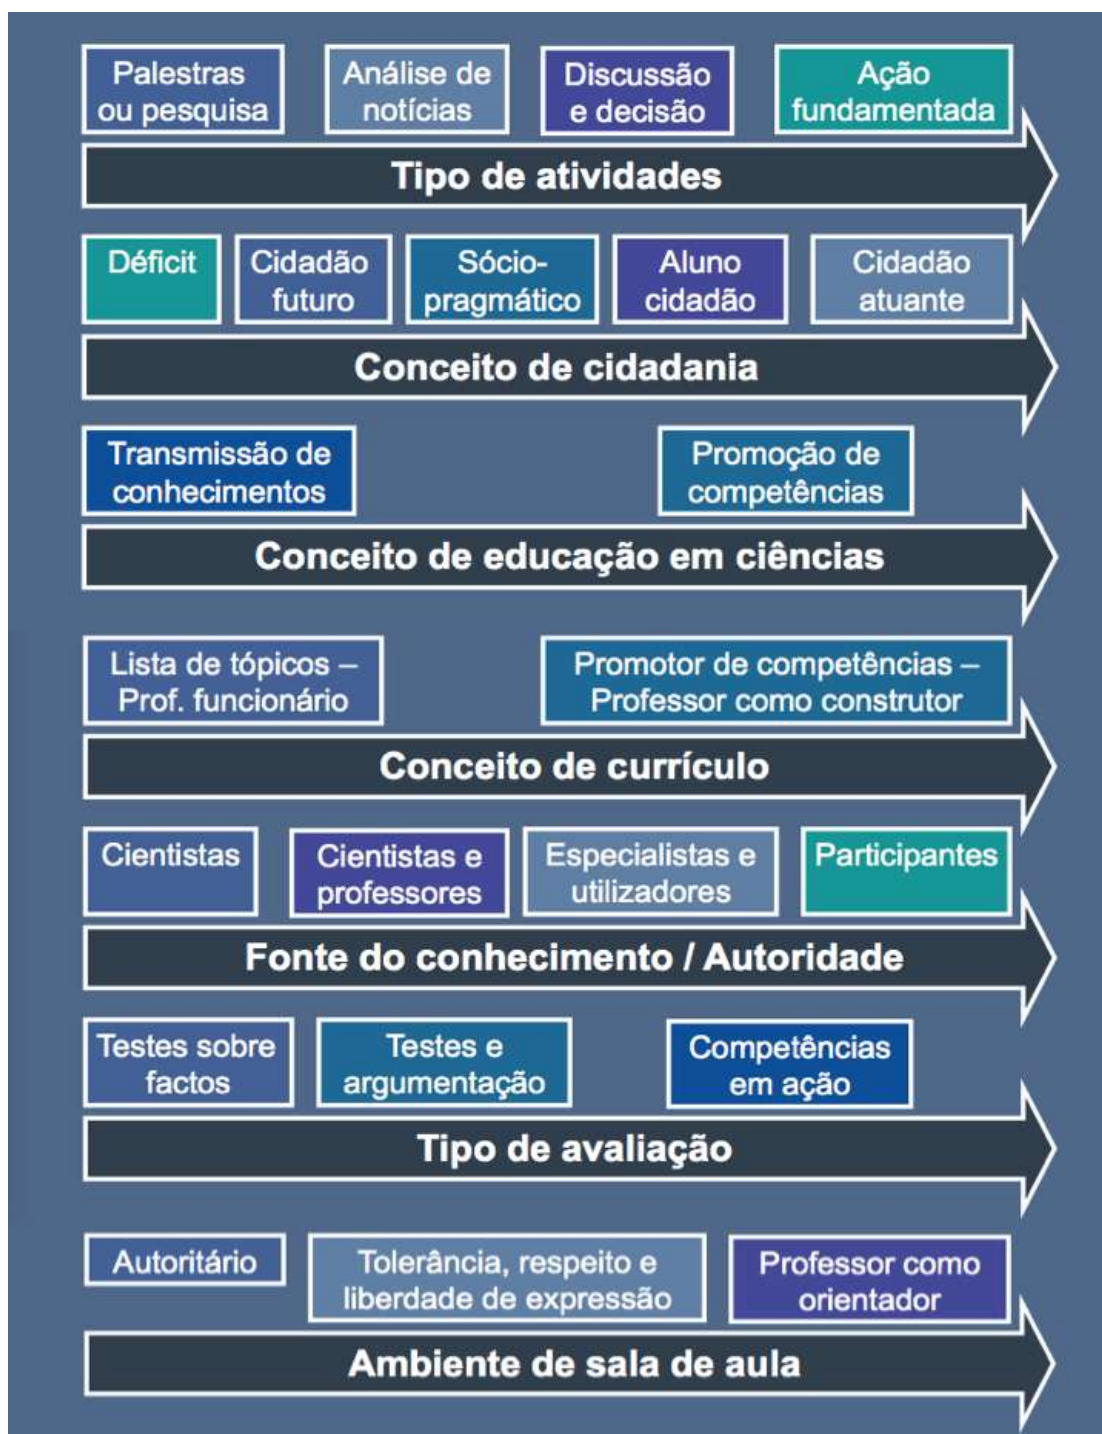 Palestras
ou pesquisa
Análise de
notícias
Discussão
e decisão
Ação
fundamentada
Tipo de atividades
Déficit
Cidadão
futuro
Sócio-
pragmático
Aluno
cidadão
Cidadão
atuante
Conceito de cidadania
Transmissão de
conhecimentos
Promoção de
competências
Conceito de educação em ciências
Lista de tópicos –
Prof. funcionário
Promotor de competências –
Professor como construtor
Conceito de currículo
Cientistas
Cientistas e
professores
Especialistas e
utilizadores
Participantes
Fonte do conhecimento / Autoridade
Testes sobre
factos
Testes e
argumentação
Competências
em ação
Tipo de avaliação
Autoritário
Tolerância, respeito e
liberdade de expressão
Professor como
orientador
Ambiente de sala de aula